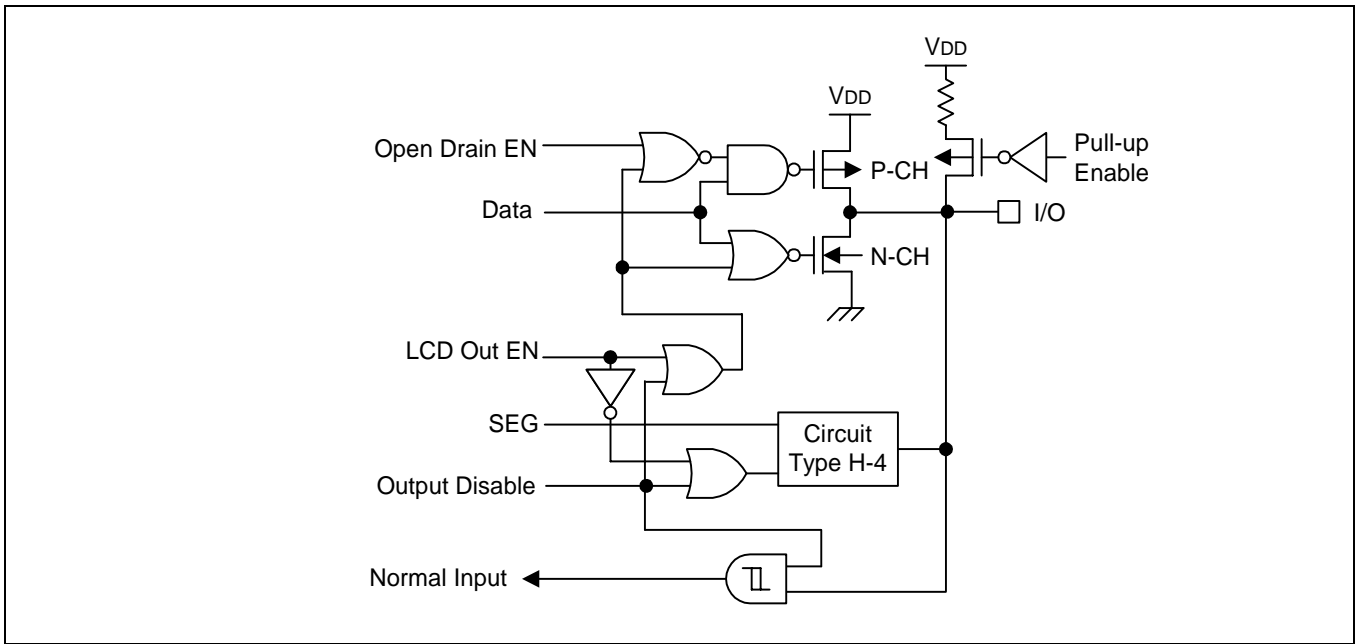 VDD
VDD
Open Drain EN
Pull-up
Enable
P-CH
Data
I/O
N-CH
LCD Out EN
SEG
Circuit
Type H-4
Output Disable
Normal Input